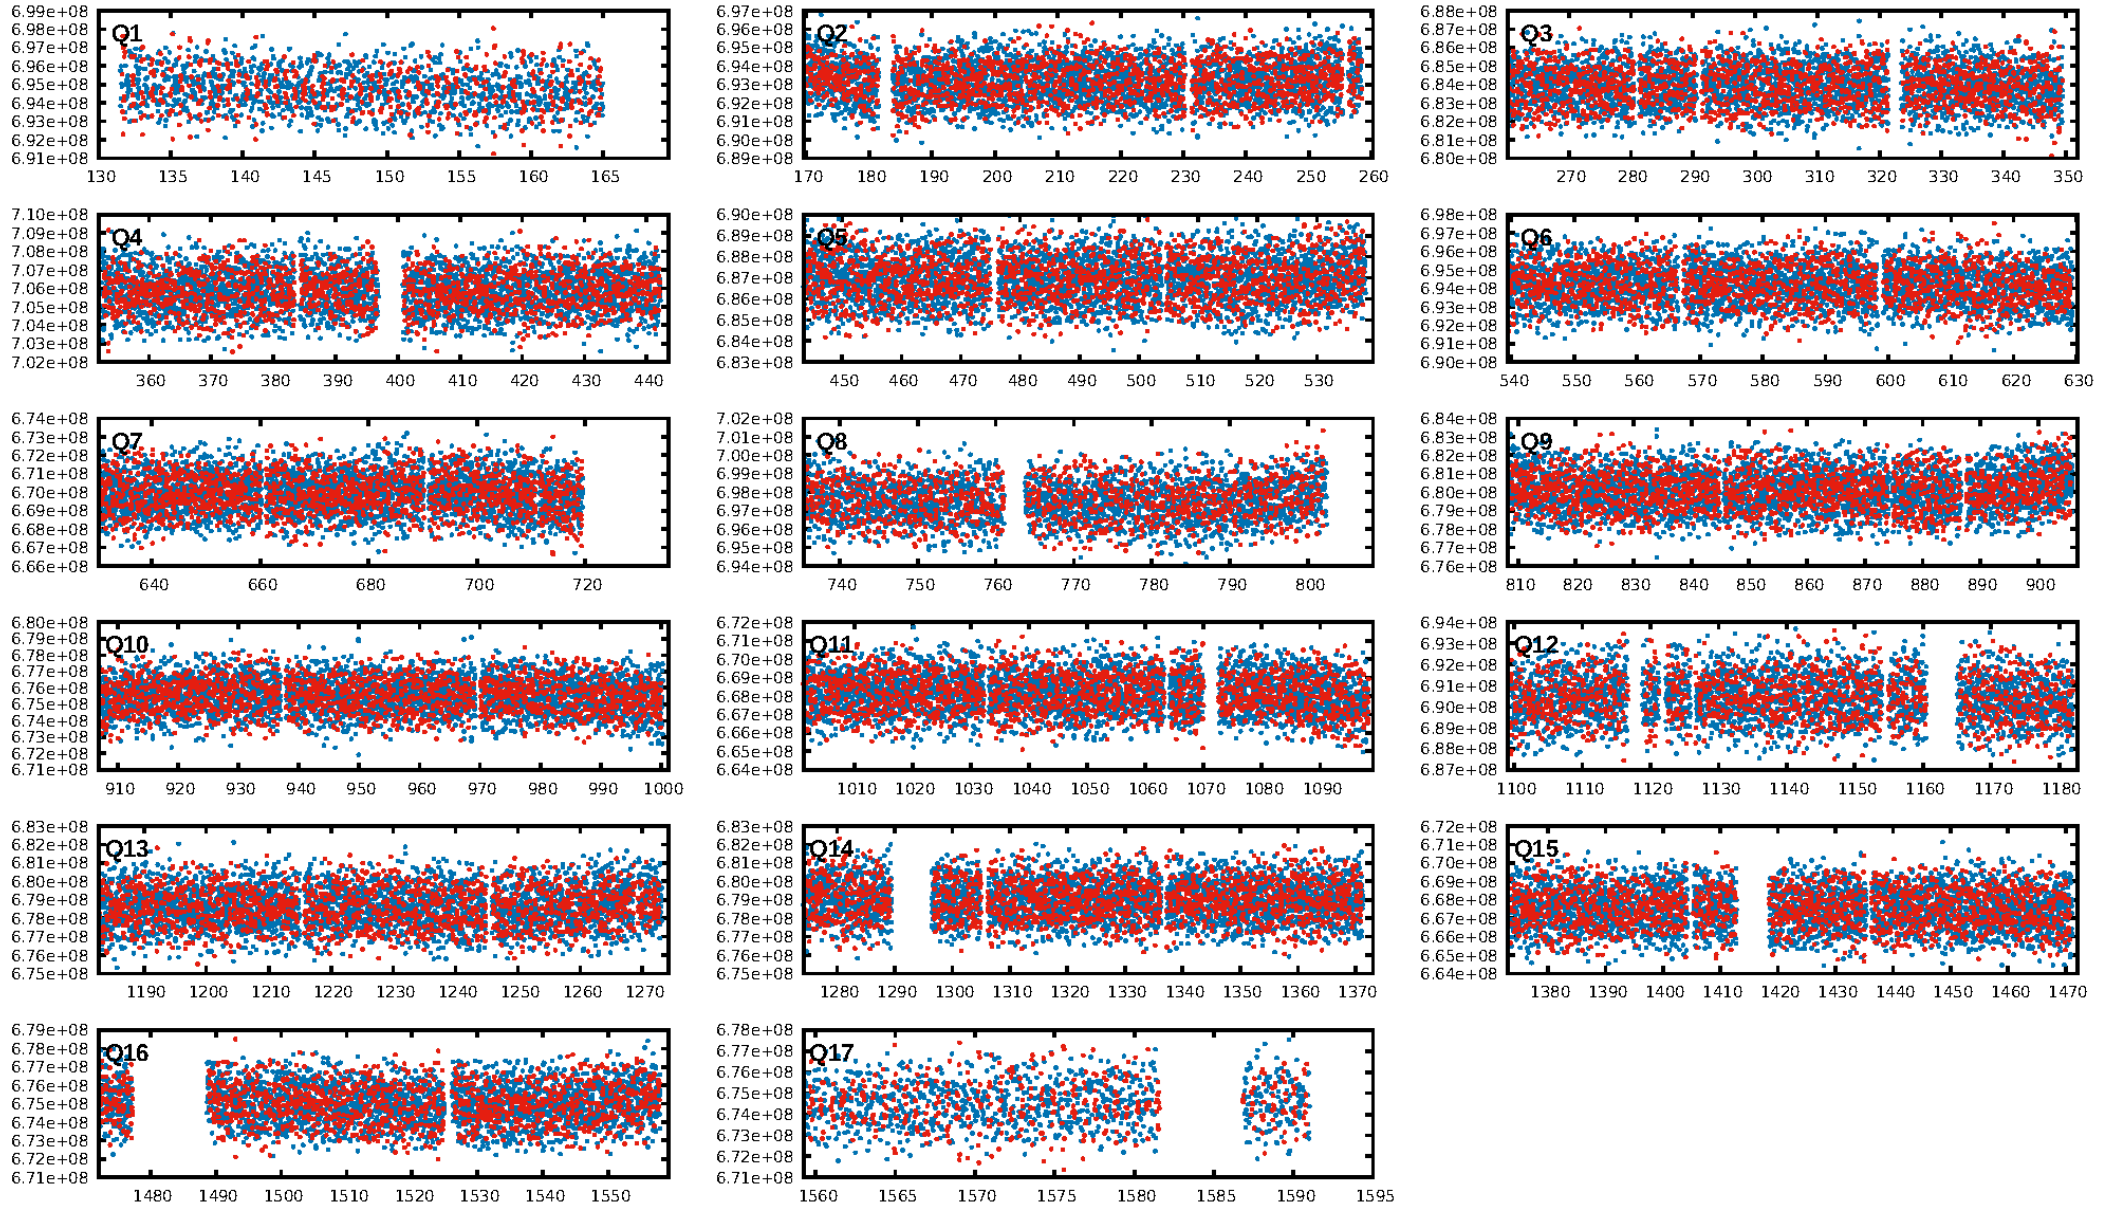 6.99e+08 6.98e+08 6.97e+08 6.96e+08 6.95e+08 6.94e+08 6.93e+08 6.92e+08 6.91e+08
Q1
130 135 140 145 150 155 160 165
6.97e+08 6.96e+08 6.95e+08 6.94e+08 6.93e+08 6.92e+08 6.91e+08 6.90e+08 6.89e+08
Q2
170 180 190 200 210 220 230 240 250 260
6.88e+08 6.87e+08 6.86e+08 6.85e+08 6.84e+08 6.83e+08 6.82e+08 6.81e+08 6.80e+08
Q3
270 280 290 300 310 320 330 340 350
7.10e+08 7.09e+08 7.08e+08 7.07e+08 7.06e+08 7.05e+08 7.04e+08 7.03e+08 7.02e+08
Q4
360 370 380 390 400 410 420 430 440
6.90e+08 6.89e+08 6.88e+08 6.87e+08 6.86e+08 6.85e+08 6.84e+08 6.83e+08
Q5
450 460 470 480 490 500 510 520 530
6.98e+08 6.97e+08 6.96e+08 6.95e+08 6.94e+08 6.93e+08 6.92e+08 6.91e+08 6.90e+08
Q6
540 550 560 570 580 590 600 610 620 630
6.74e+08 6.73e+08 6.72e+08 6.71e+08 6.70e+08 6.69e+08 6.68e+08 6.67e+08 6.66e+08
Q7
640 660 680 700 720
7.02e+08 7.01e+08 7.00e+08 6.99e+08 6.98e+08 6.97e+08 6.96e+08 6.95e+08 6.94e+08
Q8
740 750 760 770 780 790 800
6.84e+08 6.83e+08 6.82e+08 6.81e+08 6.80e+08 6.79e+08 6.78e+08 6.77e+08 6.76e+08
Q9
810 820 830 840 850 860 870 880 890 900
6.80e+08 6.79e+08 6.78e+08 6.77e+08 6.76e+08 6.75e+08 6.74e+08 6.73e+08 6.72e+08 6.71e+08
Q10
910 920 930 940 950 960 970 980 990 1000
6.72e+08 6.71e+08 6.70e+08 6.69e+08 6.68e+08 6.67e+08 6.66e+08 6.65e+08 6.64e+08
Q11
1010 1020 1030 1040 1050 1060 1070 1080 1090
6.94e+08 6.93e+08 6.92e+08 6.91e+08 6.90e+08 6.89e+08 6.88e+08 6.87e+08
Q12
1100 1110 1120 1130 1140 1150 1160 1170 1180
6.83e+08 6.82e+08 6.81e+08 6.80e+08 6.79e+08 6.78e+08 6.77e+08 6.76e+08 6.75e+08
Q13
1190 1200 1210 1220 1230 1240 1250 1260 1270
6.83e+08 6.82e+08 6.81e+08 6.80e+08 6.79e+08 6.78e+08 6.77e+08 6.76e+08 6.75e+08
Q14
1280 1290 1300 1310 1320 1330 1340 1350 1360 1370
6.72e+08 6.71e+08 6.70e+08 6.69e+08 6.68e+08 6.67e+08 6.66e+08 6.65e+08 6.64e+08
Q15
1380 1390 1400 1410 1420 1430 1440 1450 1460 1470
6.79e+08 6.78e+08 6.77e+08 6.76e+08 6.75e+08 6.74e+08 6.73e+08 6.72e+08 6.71e+08
Q16
1480 1490 1500 1510 1520 1530 1540 1550
6.78e+08 6.77e+08 6.76e+08 6.75e+08 6.74e+08 6.73e+08 6.72e+08 6.71e+08
Q17
1560 1565 1570 1575 1580 1585 1590 1595